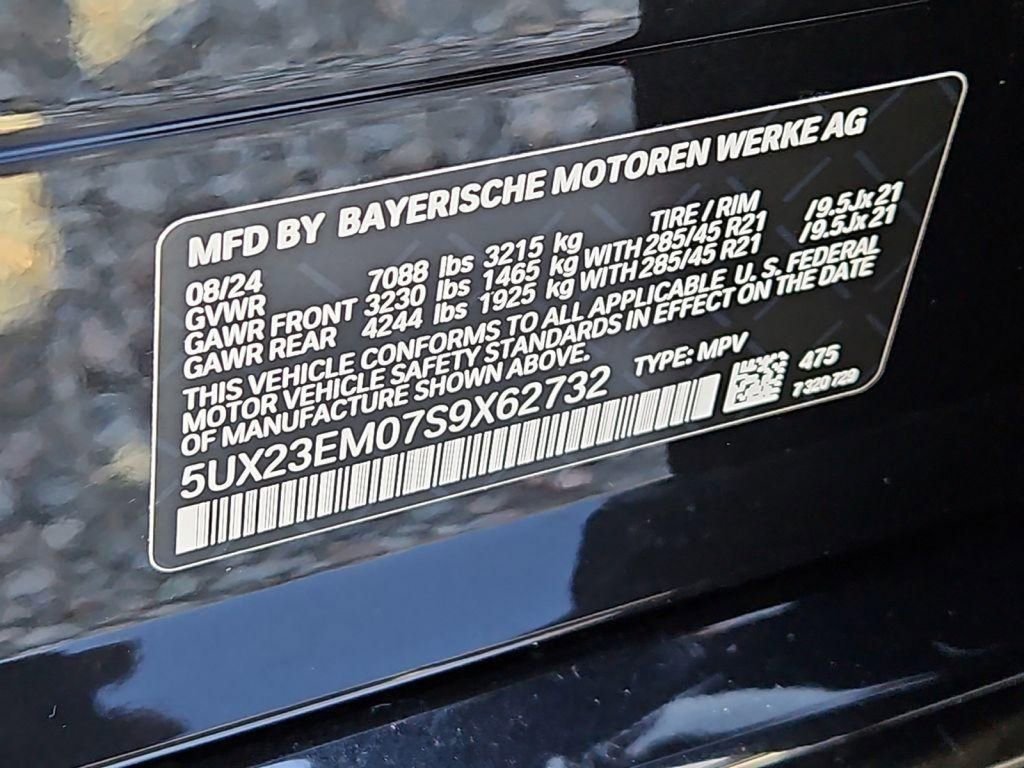 MFD BY BAYERISCHE MOTOREN WERKE AG
08/24 TIRE / RIM
GVWR 7088 lbs 3215 kg
GAWR FRONT 3230 lbs 1465 kg WITH 285/45 R21 /9.5Jx21
GAWR REAR 4244 lbs 1925 kg WITH 285/45 R21 /9.5Jx21
THIS VEHICLE CONFORMS TO ALL APPLICABLE U. S. FEDERAL
MOTOR VEHICLE SAFETY STANDARDS IN EFFECT ON THE DATE
OF MANUFACTURE SHOWN ABOVE.
5UX23EM07S9X62732 TYPE: MPV
475
7 320 729